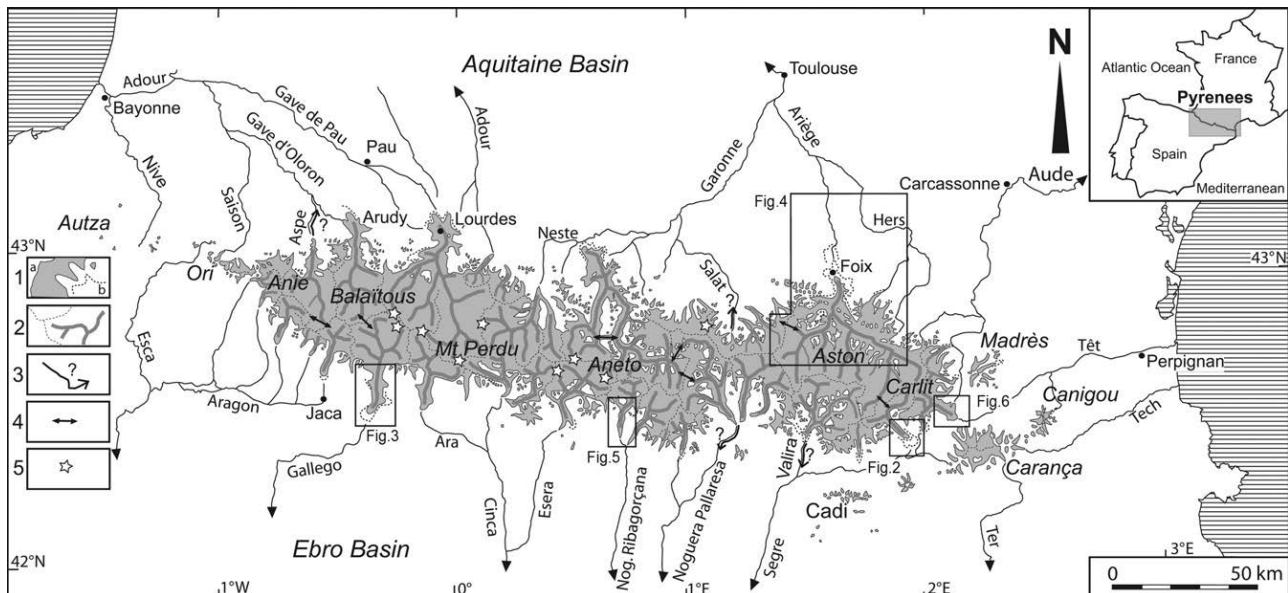 Aquitaine Basin
N
Toulouse
Atlantic Ocean
France
Pyrenees
Spain
Mediterranean
Adour
Bayonne
Gave de Pau
Gave d'Oloron
Pau
Adour
Ariège
Garonne
Carcassonne
Aude
Nive
Saison
Autza
Aspe
?
Arudy
Lourdes
Neste
Fig.4
Hers
43°N
43°N
Ori
Anie
Balaïtous
Salat
?
Foix
1
a
b
2
3
?
4
5
Mt Perdu
Aneto
Aston
Carlit
Madrès
Têt
Perpignan
Canigou
Tech
Esca
Aragon
Jaca
Fig.3
Ara
Fig.5
?
Valira
?
Fig.2
Fig.6
Carança
Gallego
Cinca
Esera
Nog. Ribagorçana
Noguera Pallaresa
Segre
Cadi
Ter
Ebro Basin
42°N
1°W
0°
1°E
2°E
3°E
0
50 km